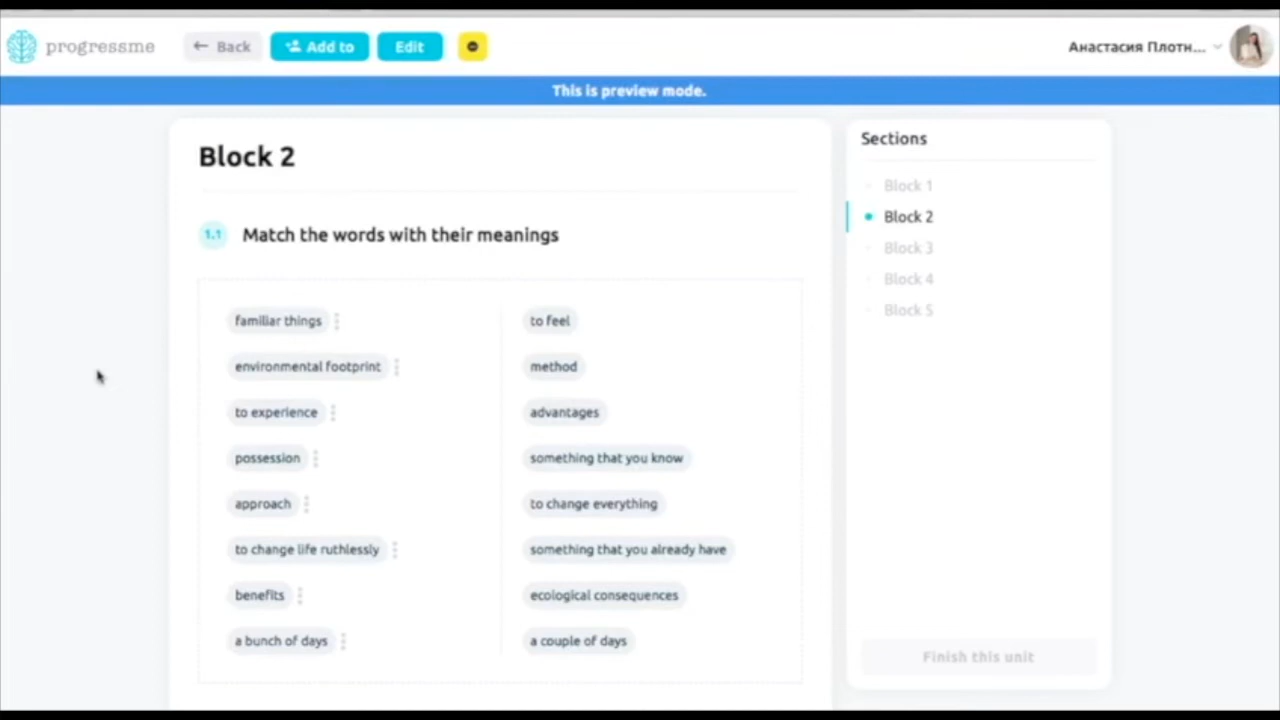 progressme
← Back
Add to
Edit
Анастасия Плотн...
This is preview mode.
Block 2
1.1 Match the words with their meanings
familiar things
to feel
environmental footprint
method
to experience
advantages
possession
something that you know
approach
to change everything
to change life ruthlessly
something that you already have
benefits
ecological consequences
a bunch of days
a couple of days
Sections
Block 1
Block 2
Block 3
Block 4
Block 5
Finish this unit